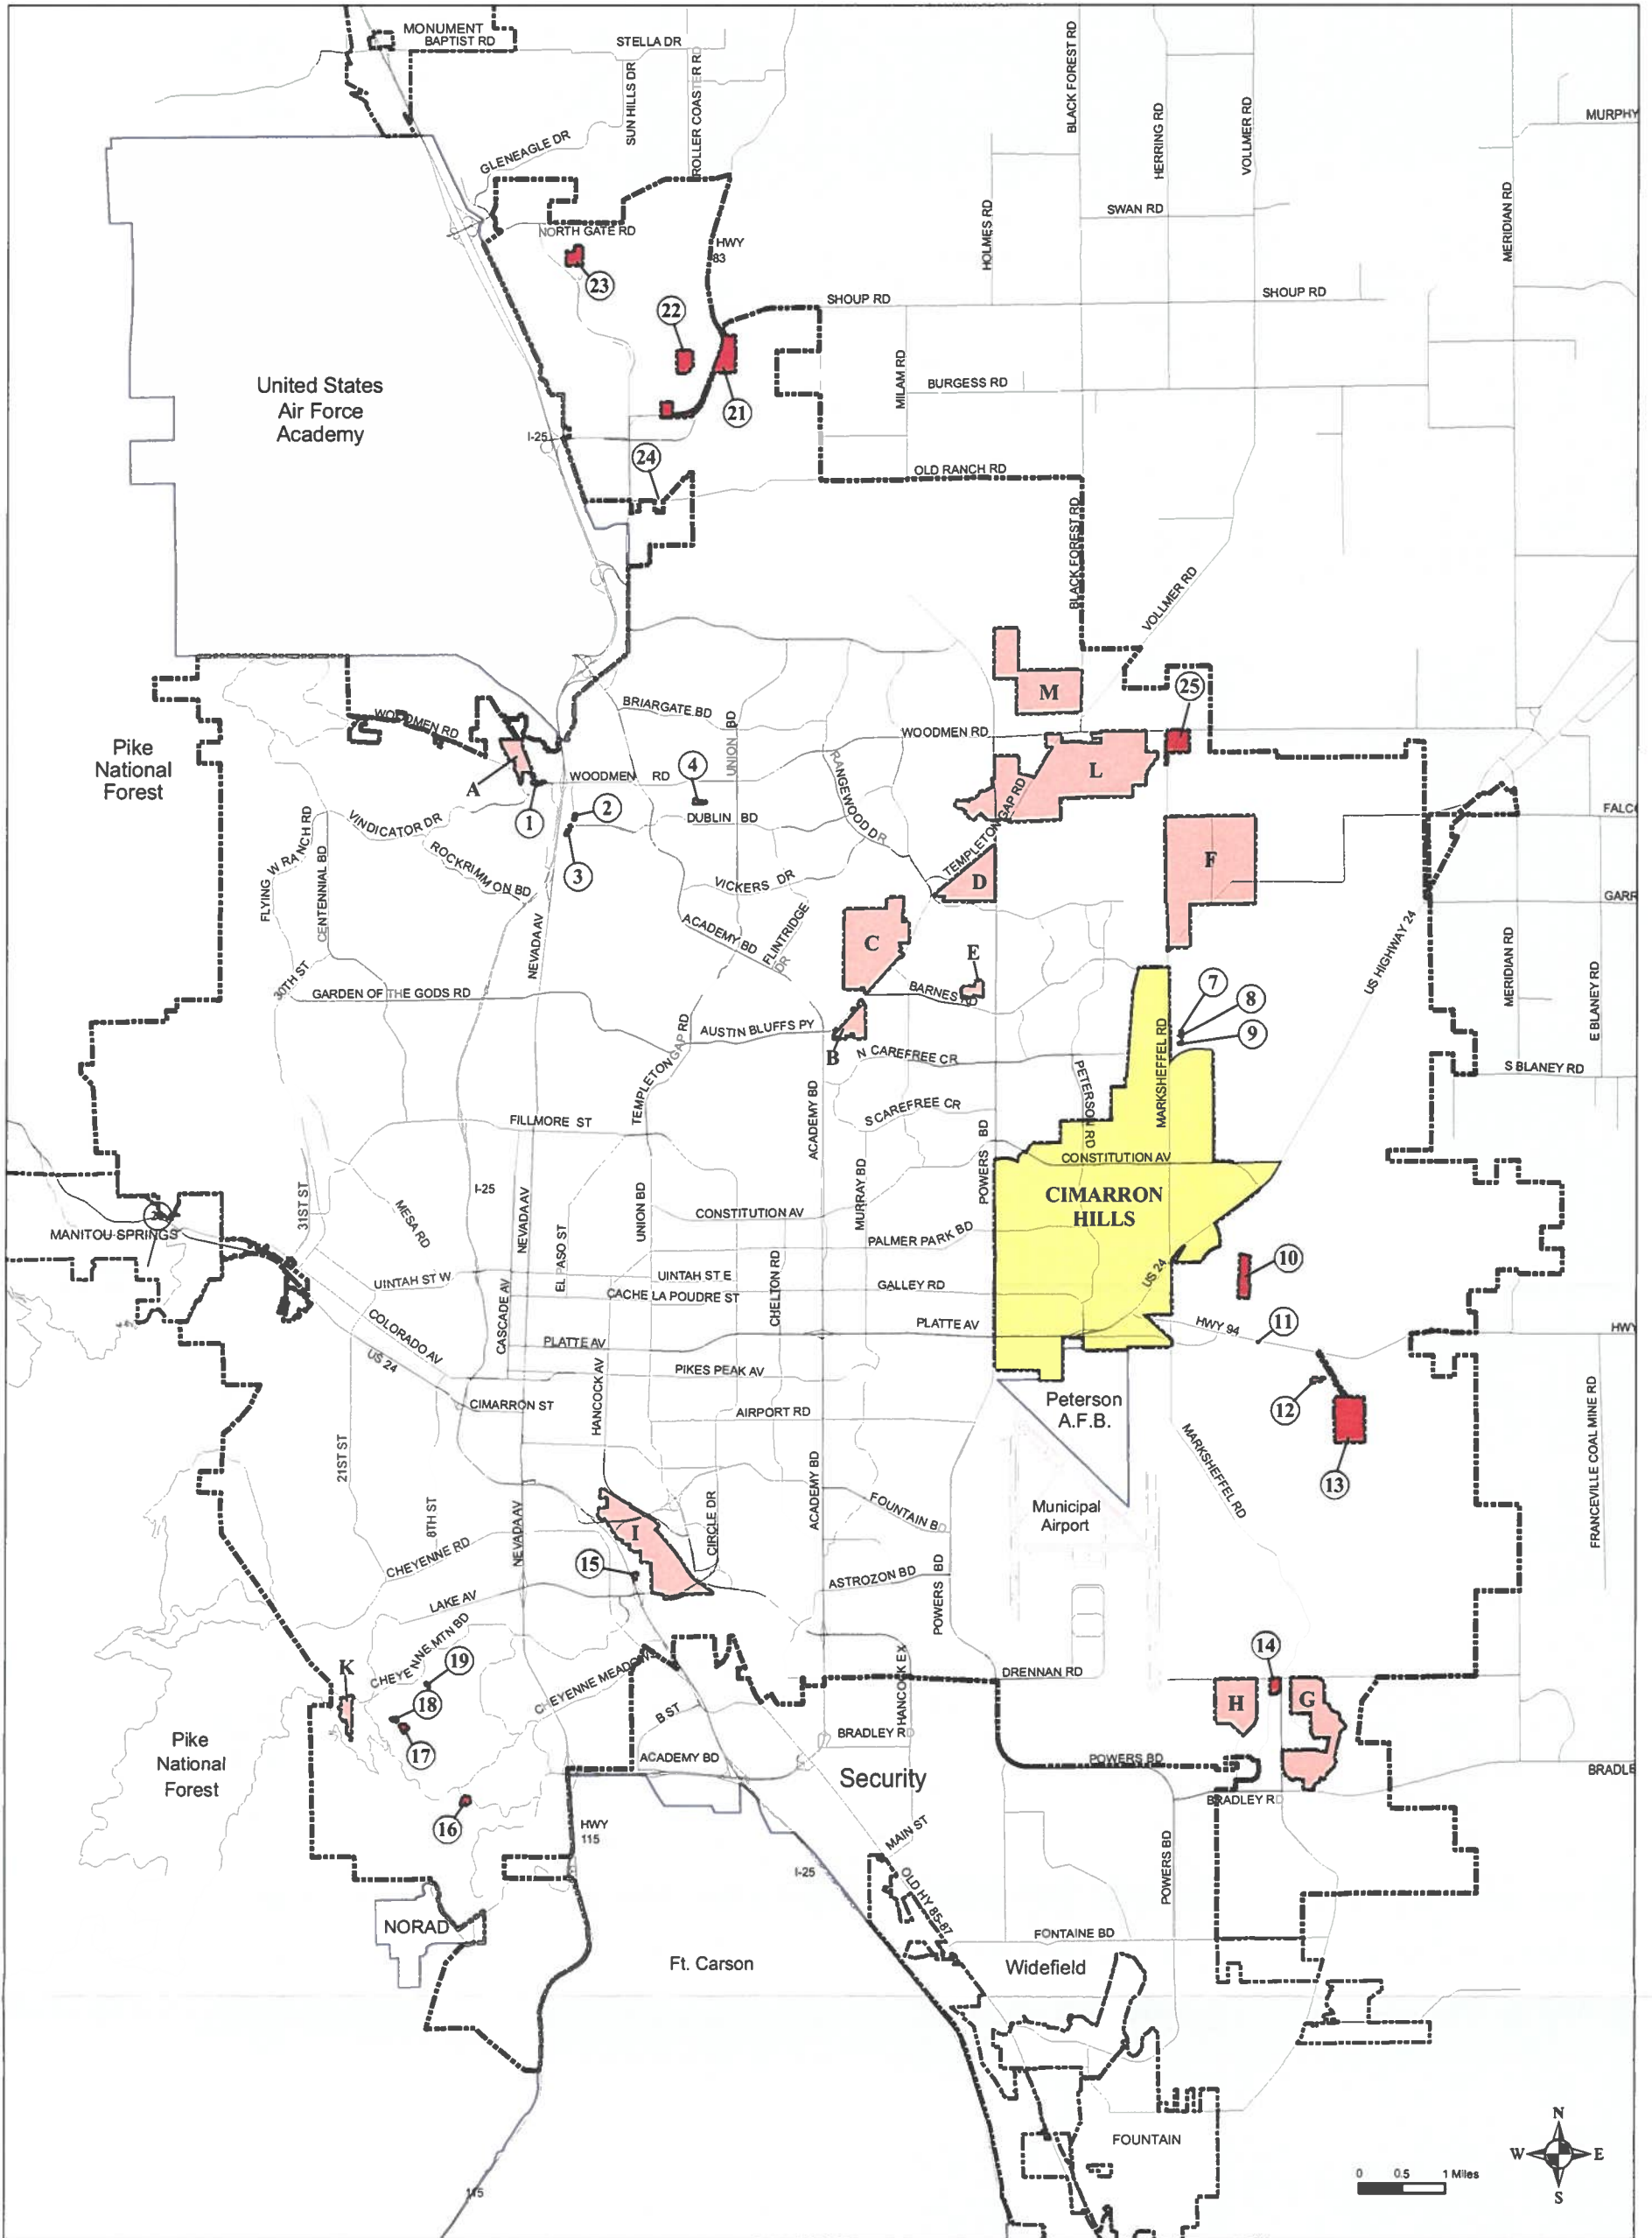 MONUMENT
BAPTIST RD
STELLA DR
SUN HILLS DR
ROLLER COASTER RD
BLACK FOREST RD
HERRING RD
VOLLMER RD
MURPHY
GLENEAGLE DR
MERIDIAN RD
HOLMES RD
SWAN RD
NORTH GATE RD
HWY
83
23
22
SHOUP RD
SHOUP RD
United States
Air Force
Academy
MILAM RD
BURGESS RD
21
I-25
24
OLD RANCH RD
BLACK FOREST RD
VOLLMER RD
M
25
WOODMEN RD
BRIARGATE BD
UNION BD
WOODMEN RD
Pike
National
Forest
A
WOODMEN RD
4
RANGEWOOD DR
L
TEMPLETON GAP RD
1
2
3
DUBLIN BD
FALC
VINDICATOR DR
FLYING W RANCH RD
CENTENNIAL BD
ROCKRIMMON BD
VICKERS DR
D
F
GARR
NEVADA AV
ACADEMY BD
FLINTRIDGE
DR
C
E
US HIGHWAY 24
MERIDIAN RD
E BLANEY RD
30TH ST
GARDEN OF THE GODS RD
BARNES RD
7
8
9
AUSTIN BLUFFS PY
B
N CAREFREE CR
TEMPLETON GAP RD
PETERSON RD
MARKSHEFFEL RD
S BLANEY RD
FILLMORE ST
ACADEMY BD
S CAREFREE CR
MURRAY BD
POWERS BD
CONSTITUTION AV
CIMARRON
HILLS
31ST ST
MESA RD
I-25
NEVADA AV
EL PASO ST
UNION BD
CONSTITUTION AV
PALMER PARK BD
MANITOU SPRINGS
UINTAH ST W
UINTAH ST E
CACHE LA POUDRE ST
CHELTON RD
GALLEY RD
US 24
10
CASCADE AV
COLORADO AV
US 24
PLATTE AV
PLATTE AV
HWY 94
11
HWY
PIKES PEAK AV
CIMARRON ST
HANCOCK AV
AIRPORT RD
Peterson
A.F.B.
12
13
FRANCEVILLE COAL MINE RD
21ST ST
8TH ST
NEVADA AV
CIRCLE DR
ACADEMY BD
FOUNTAIN BD
Municipal
Airport
MARKSHEFFEL RD
I
15
CHEYENNE RD
LAKE AV
ASTROZON BD
POWERS BD
CHEYENNE MTN BD
CHEYENNE MEADOWS
K
19
18
17
16
B ST
ACADEMY BD
HANCOCK EX
BRADLEY RD
DRENNAN RD
14
H
G
POWERS BD
BRADLEY RD
BRADLE
Pike
National
Forest
Security
HWY
115
MAIN ST
I-25
OLD HY 85-87
POWERS BD
NORAD
Ft. Carson
FONTAINE BD
Widefield
FOUNTAIN
115
0 0.5 1 Miles
N
W
E
S